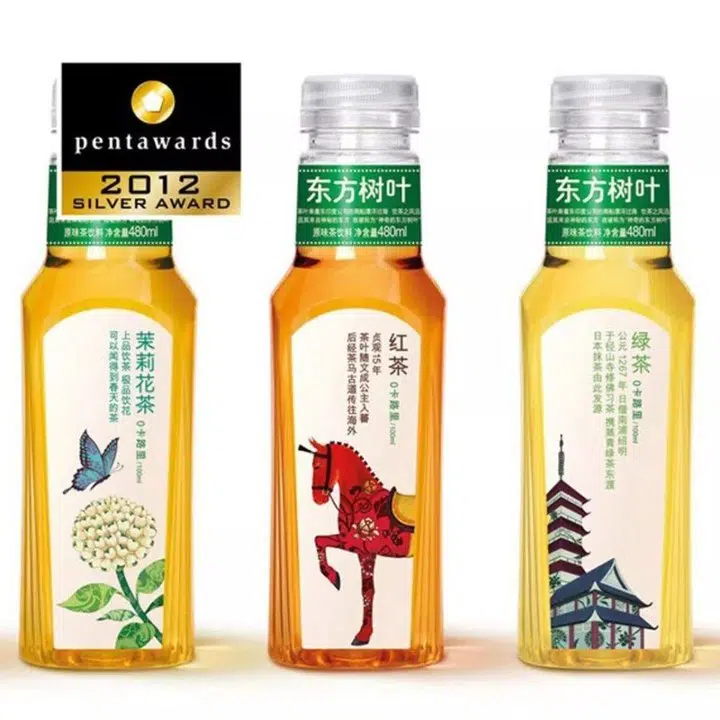 pentawards
2012
SILVER AWARD
原味茶饮料 净含量480ml
茉莉花茶 0卡路里/100ml
上品饮茶 极品饮花
可以闻得到春天的茶
东方树叶
原味茶饮料 净含量480ml
红茶 0卡路里/100ml
贞观15年
茶叶随文成公主入蕃
后经茶马古道传往海外
东方树叶
原味茶饮料 净含量480ml
绿茶 0卡路里/100ml
公元1267年 日僧南浦绍明
于径山寺修佛习茶 携蒸青绿茶东渡
日本抹茶由此发源